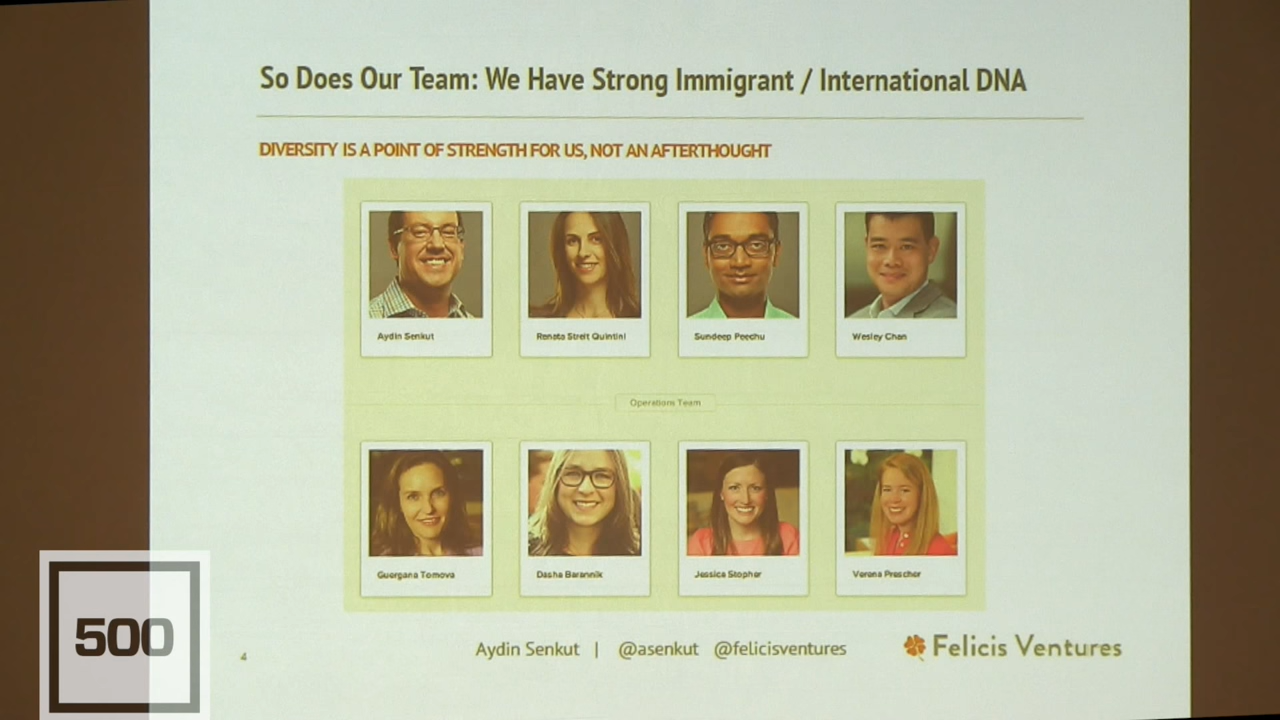 So Does Our Team: We Have Strong Immigrant / International DNA
DIVERSITY IS A POINT OF STRENGTH FOR US, NOT AN AFTERTHOUGHT
Aydin Senkut
Renata Streit Quintini
Sundeep Peechu
Wesley Chan
Operations Team
Guergana Tomova
Dasha Barannik
Jessica Stopher
Verena Prescher
4
Aydin Senkut | @asenkut @felicisventures
Felicis Ventures
500